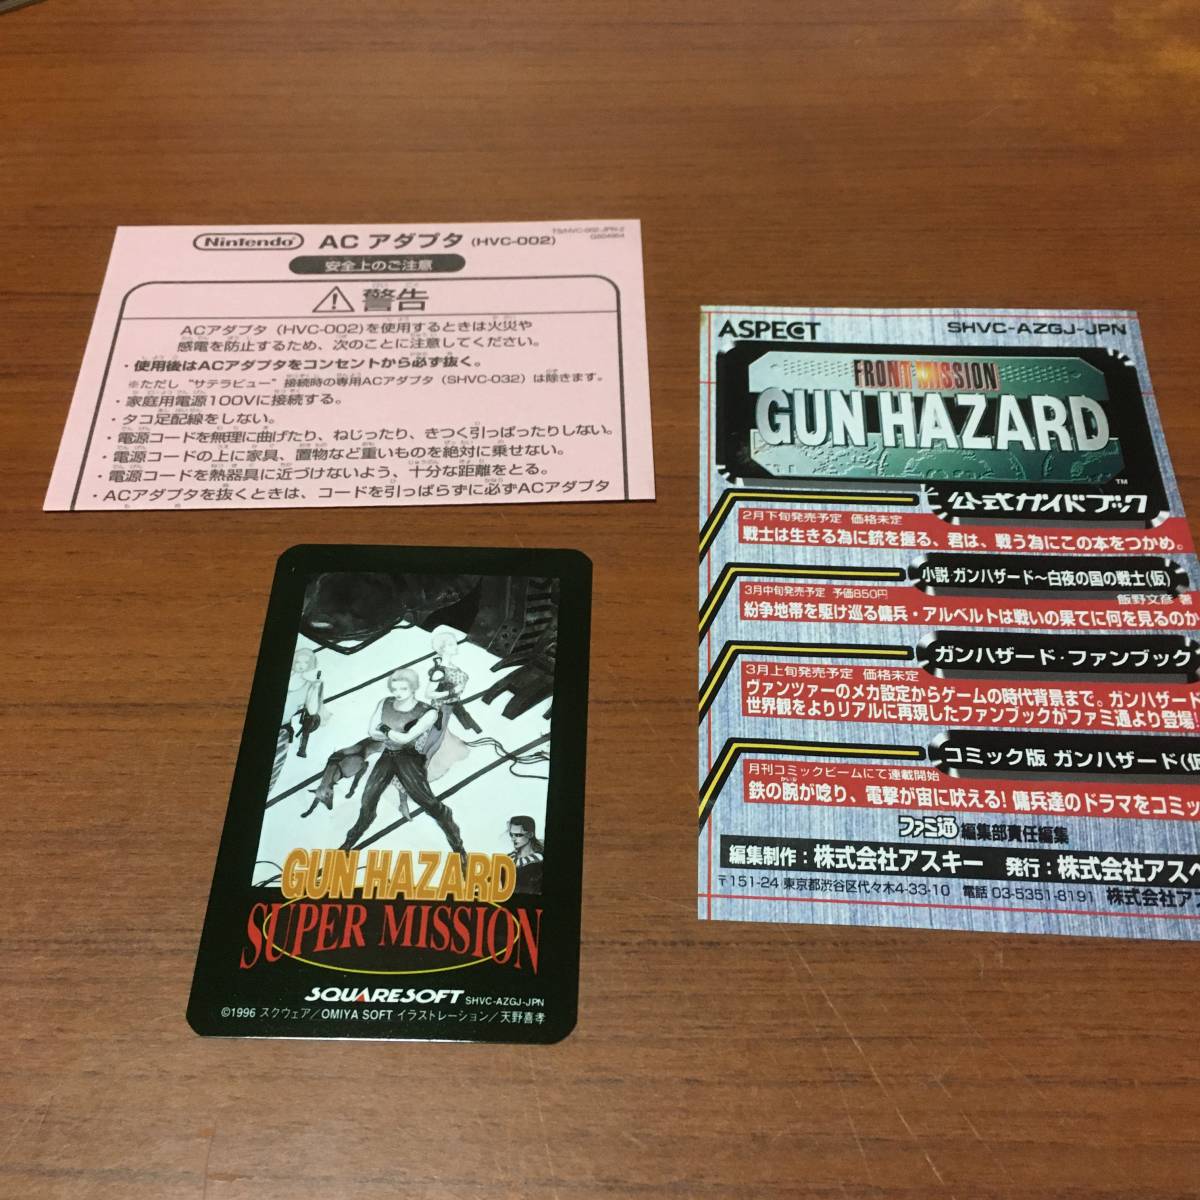 Nintendo ACアダプタ (HVC-002)
安全上のご注意
警告
ACアダプタ (HVC-002)を使用するときは火災や
感電を防止するため、次のことに注意してください。
・使用後はACアダプタをコンセントから必ず抜く。
※ただし "サテラビュー" 接続時の専用ACアダプタ (SHVC-032) は除きます。
・家庭用電源100Vに接続する。
・タコ足配線をしない。
・電源コードを無理に曲げたり、ねじったり、きつく引っぱったりしない。
・電源コードの上に家具、置物など重いものを絶対に乗せない。
・電源コードを熱器具に近づけないよう、十分な距離をとる。
・ACアダプタを抜くときは、コードを引っぱらずに必ずACアダプタ
GUN HAZARD
SUPER MISSION
SQUARESOFT SHVC-AZGJ-JPN
©1996 スクウェア/OMIYA SOFT イラストレーション/天野喜孝
ASPECT SHVC-AZGJ-JPN
FRONT MISSION
GUN HAZARD
TM
公式ガイドブック
2月下旬発売予定 価格未定
戦士は生きる為に銃を握る、君は、戦う為にこの本をつかめ。
小説 ガンハザード～白夜の国の戦士(仮)
3月中旬発売予定 予価850円 飯野文彦 著
紛争地帯を駆け巡る傭兵・アルベルトは戦いの果てに何を見るのか
ガンハザード・ファンブック
3月上旬発売予定 価格未定
ヴァンツァーのメカ設定からゲームの時代背景まで。ガンハザード
世界観をよりリアルに再現したファンブックがファミ通より登場!
コミック版 ガンハザード(仮
月刊コミックビームにて連載開始
鉄の腕が唸り、電撃が宙に吠える! 傭兵達のドラマをコミッ
ファミ通 編集部責任編集
編集制作:株式会社アスキー 発行:株式会社アスペ
〒151-24 東京都渋谷区代々木4-33-10 電話 03-5351-8191 株式会社ア